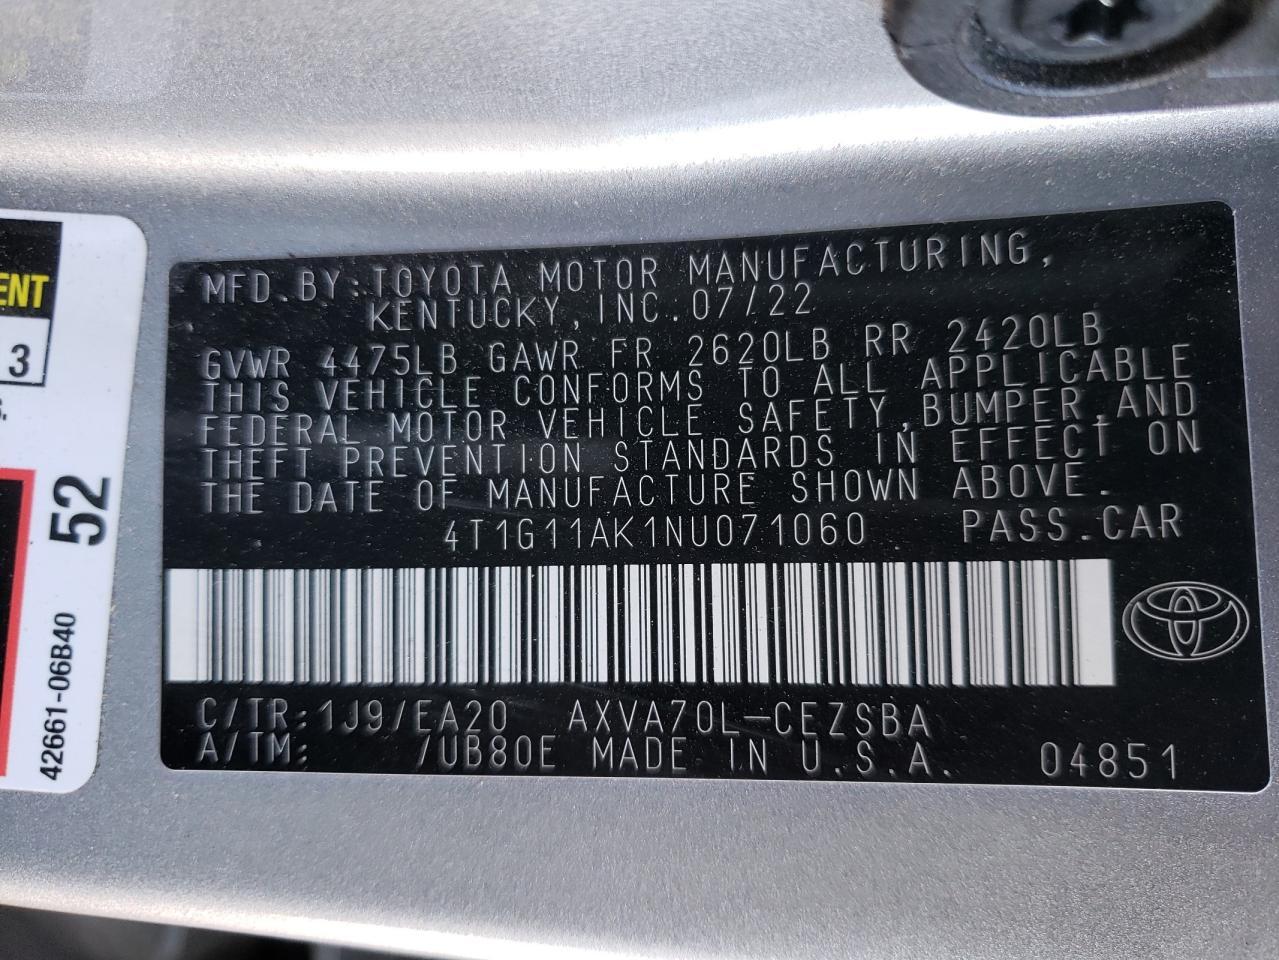 MFD.BY:TOYOTA MOTOR MANUFACTURING,
KENTUCKY,INC.07/22
GVWR 4475LB GAWR FR 2620LB RR 2420LB
THIS VEHICLE CONFORMS TO ALL APPLICABLE
FEDERAL MOTOR VEHICLE SAFETY,BUMPER,AND
THEFT PREVENTION STANDARDS IN EFFECT ON
THE DATE OF MANUFACTURE SHOWN ABOVE.
4T1G11AK1NU071060 PASS.CAR
C/TR:1J9/EA20 AXVA70L-CEZSBA
A/TM: /UB80E MADE IN U.S.A. 04851
ENT
3
52
42661-06B40